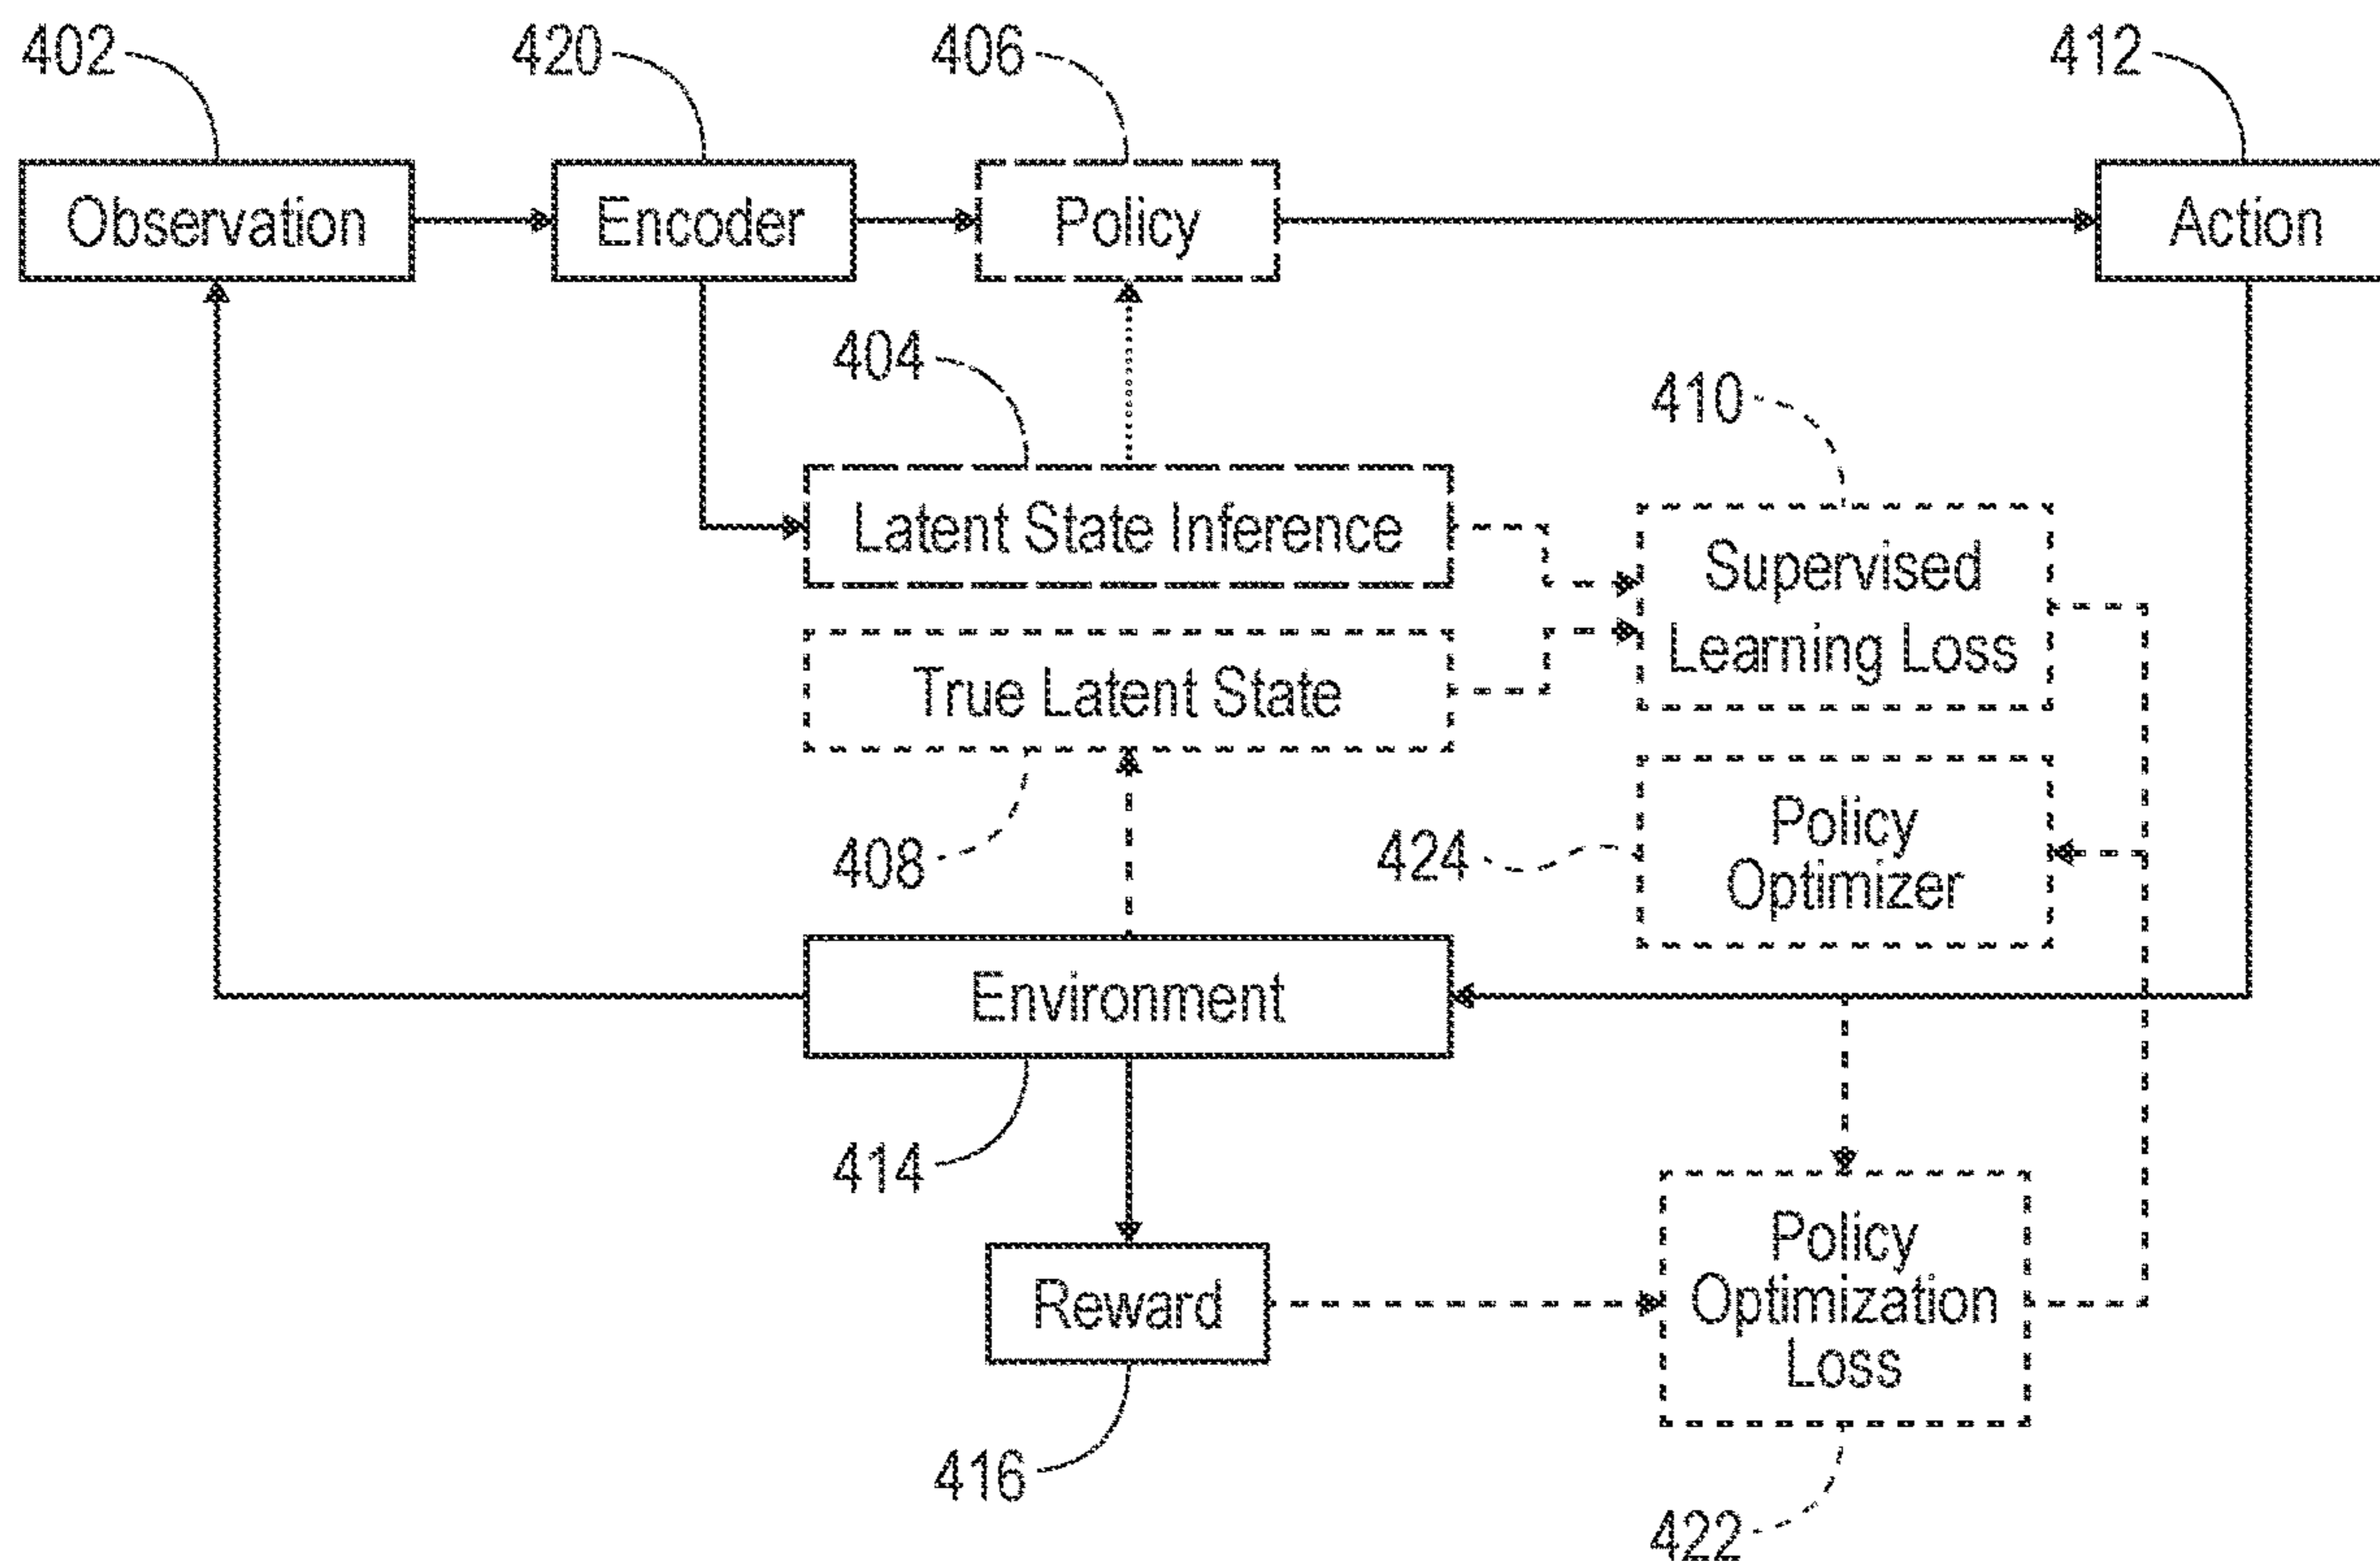 402
420
406
412
Observation
Encoder
Policy
Action
404
410
Latent State Inference
Supervised
Learning Loss
True Latent State
408
424
Policy
Optimizer
Environment
414
Reward
Policy
Optimization
Loss
416
422